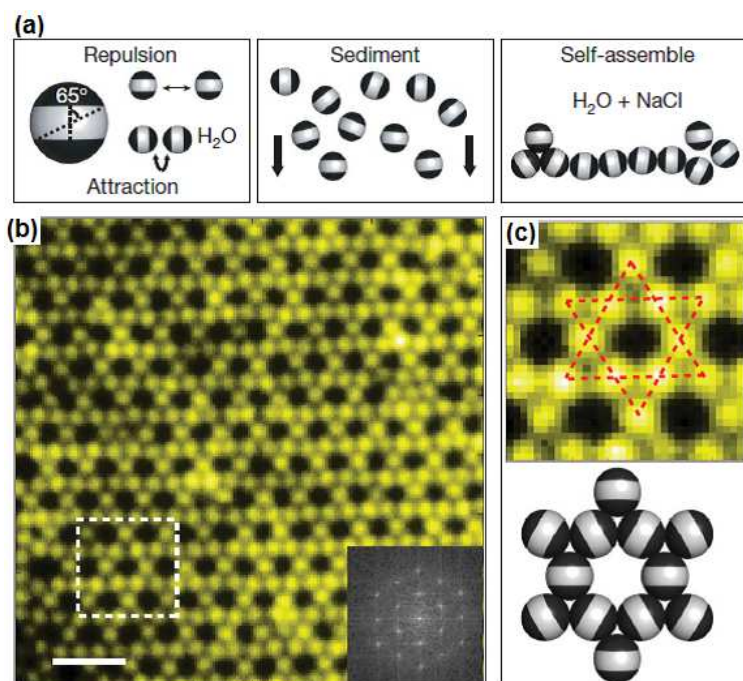 (a)
Repulsion
65°
H₂O
Attraction
Sediment
Self-assemble
H₂O + NaCl
(b)
(c)